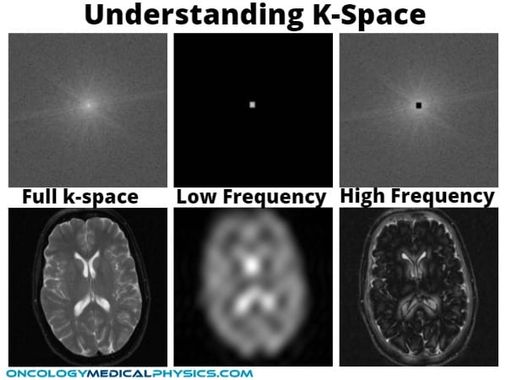 Understanding K-Space
Full k-space
Low Frequency
High Frequency
ONCOLOGYMEDICALPHYSICS.COM